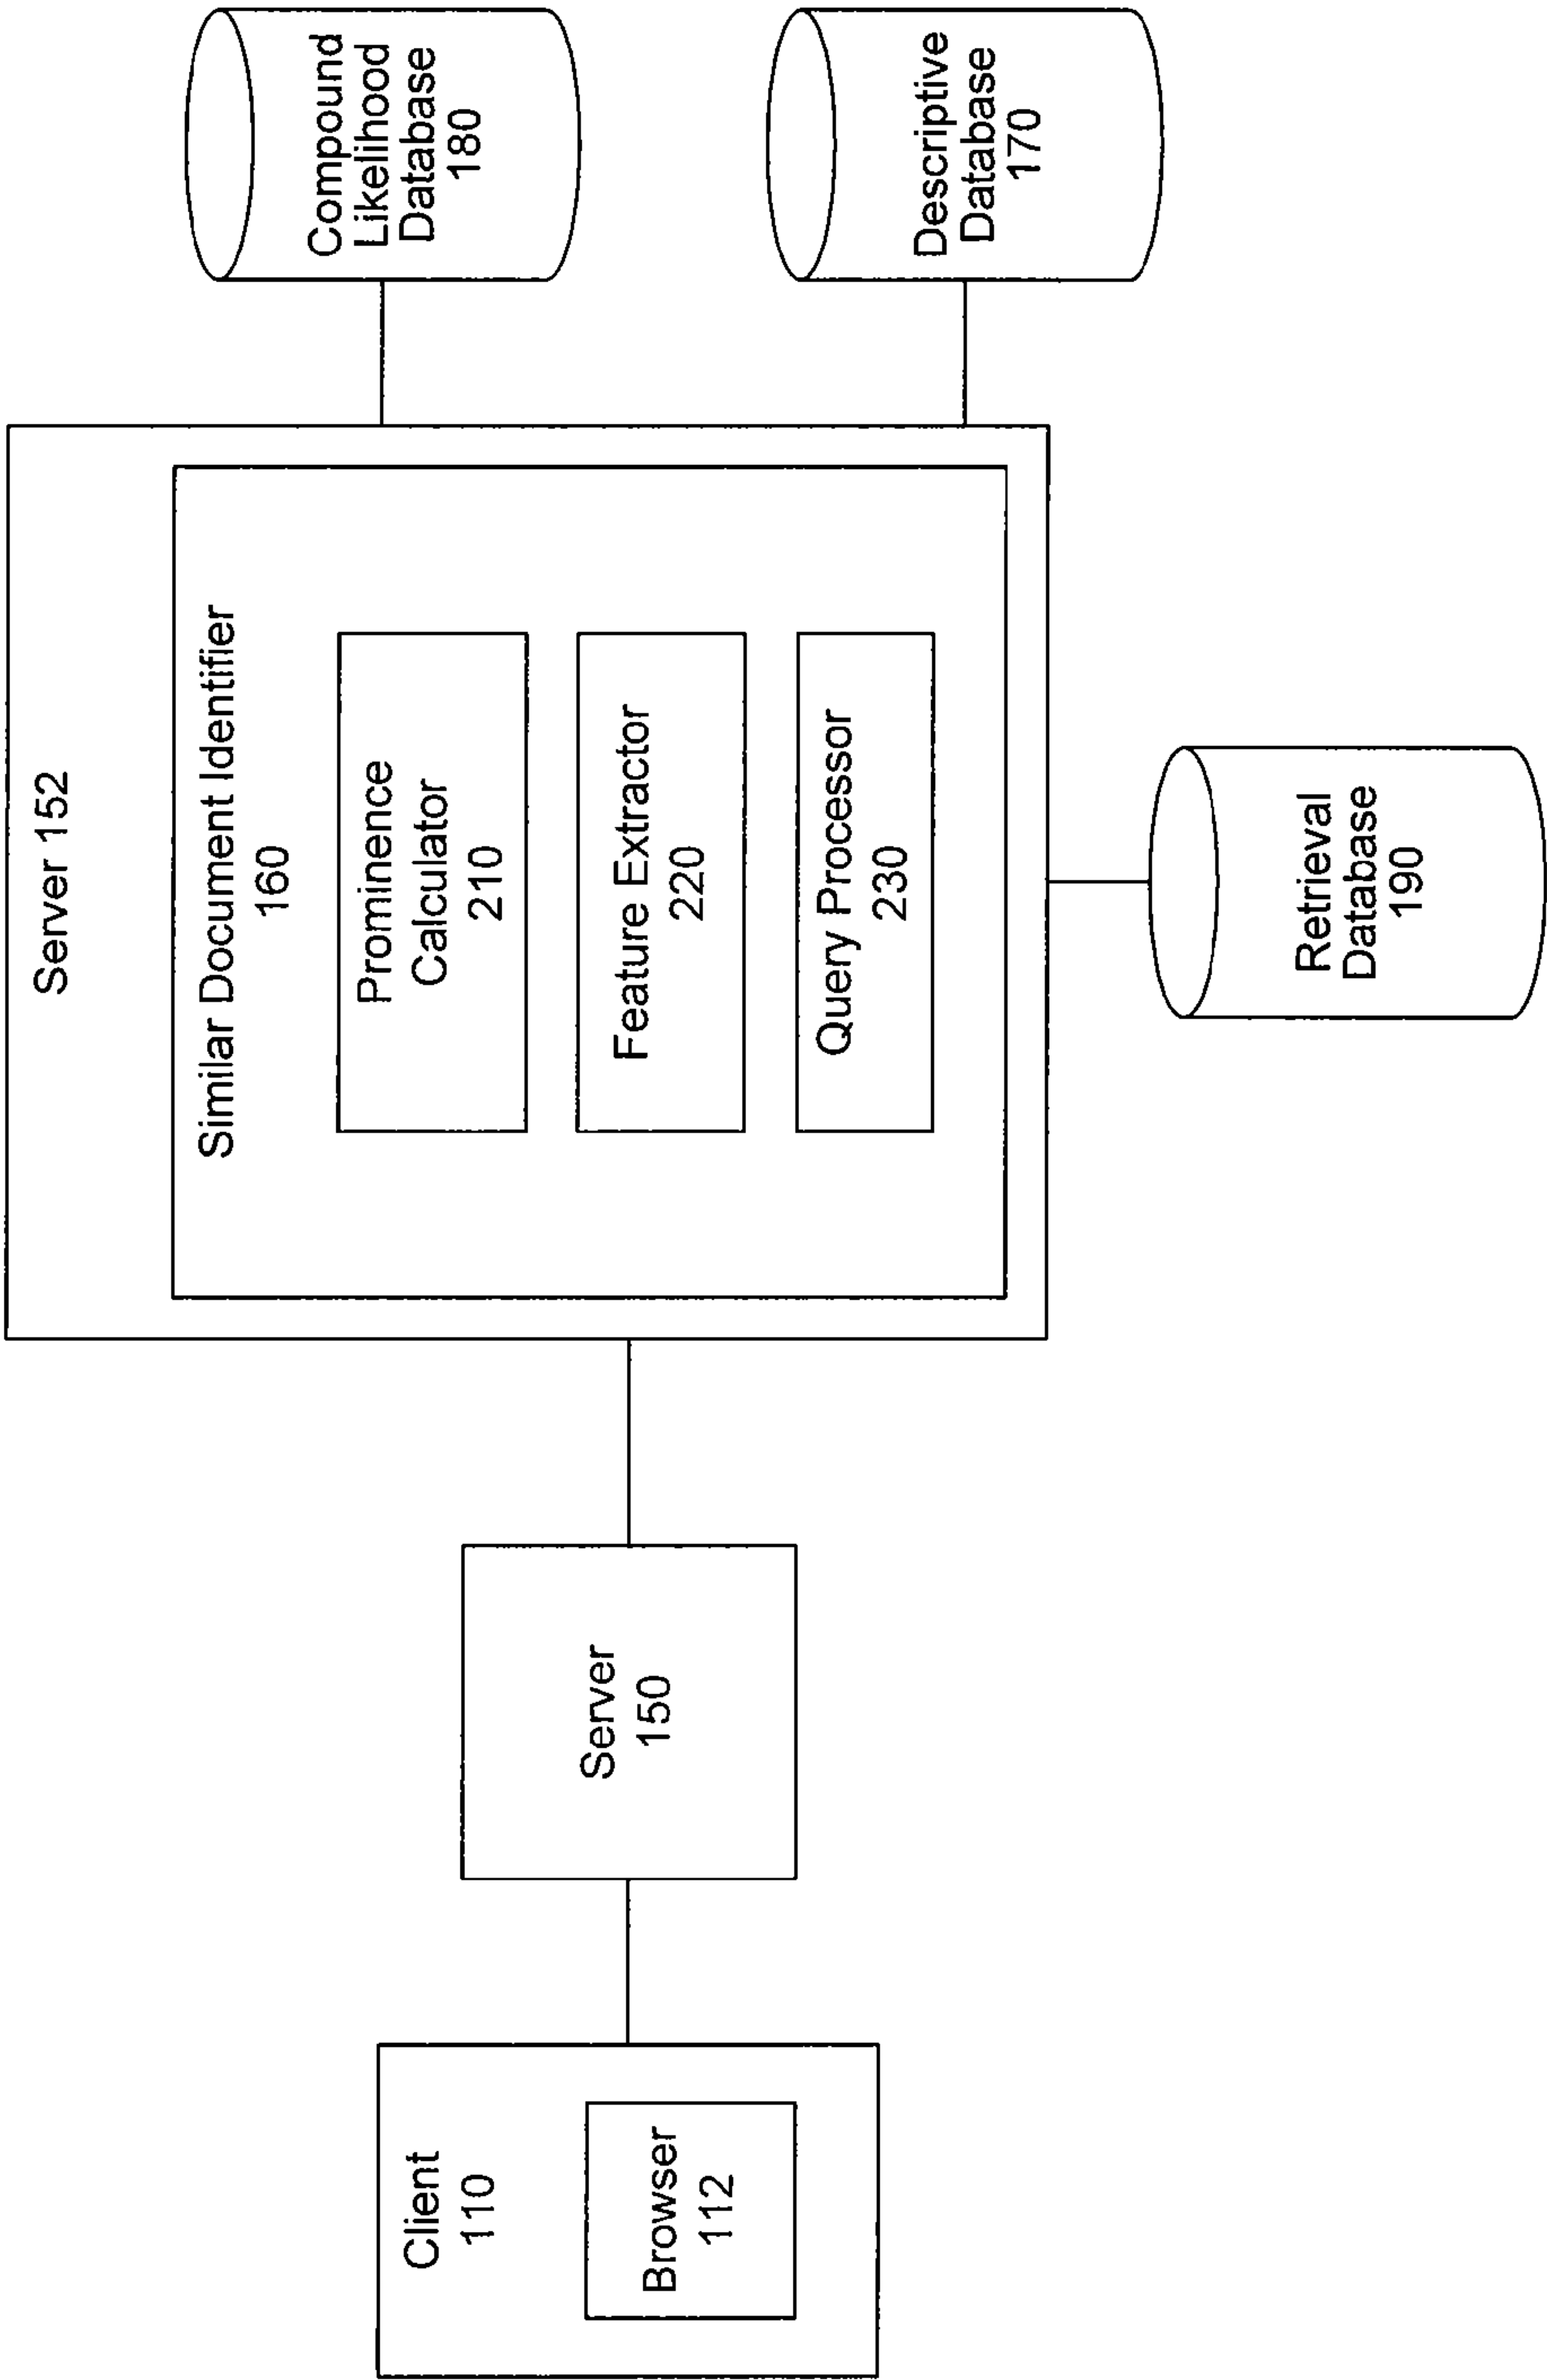 Client
110
Browser
112
Server
150
Server 152
Similar Document Identifier
160
Prominence
Calculator
210
Feature Extractor
220
Query Processor
230
Compound
Likelihood
Database
180
Descriptive
Database
170
Retrieval
Database
190